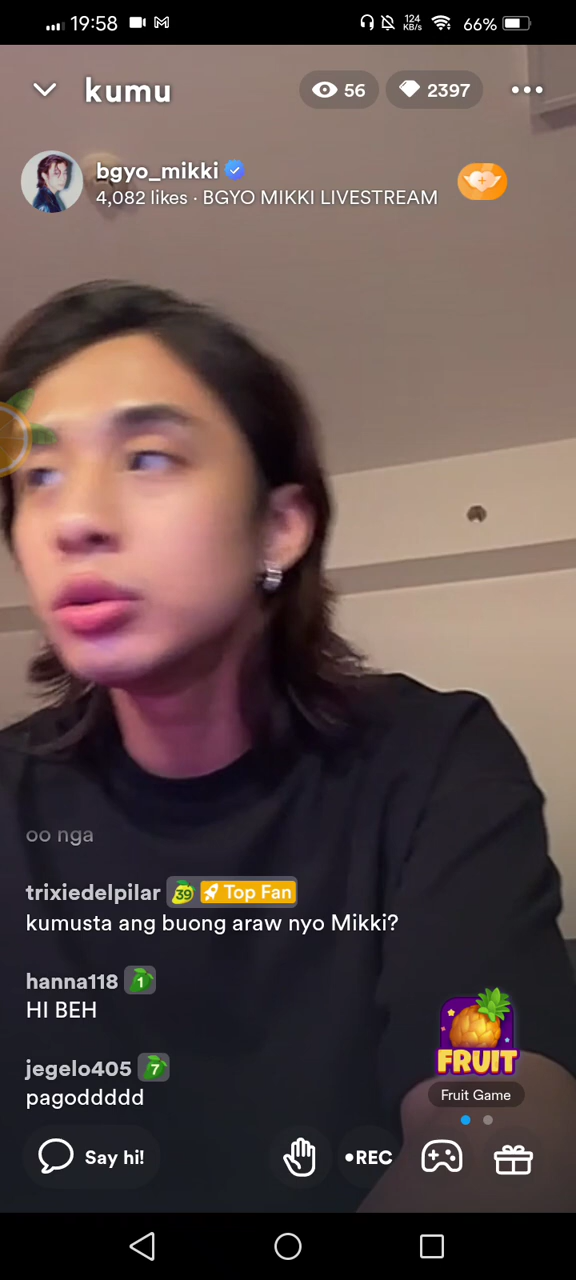 19:58
124
KB/s
66%
kumu
56
2397
bgyo_mikki
4,082 likes · BGYO MIKKI LIVESTREAM
oo nga
trixiedelpilar 39 Top Fan
kumusta ang buong araw nyo Mikki?
hanna118 1
HI BEH
jegelo405 7
pagoddddd
FRUIT
Fruit Game
Say hi!
•REC